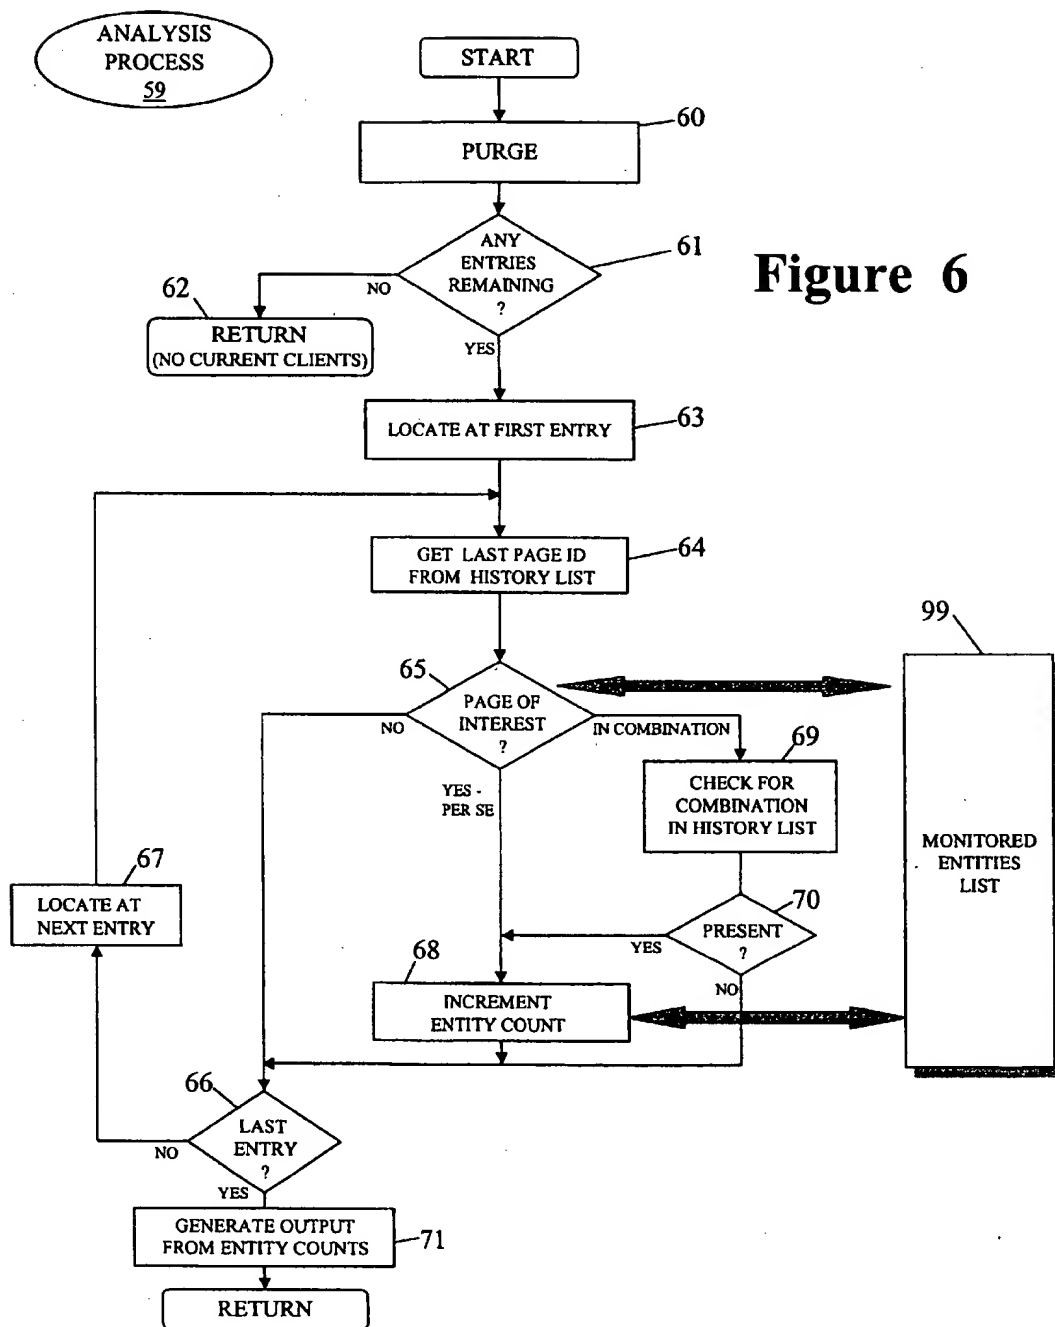 ANALYSIS
PROCESS
59
START
60
PURGE
ANY
ENTRIES
REMAINING
?
61
Figure 6
NO
62
RETURN
(NO CURRENT CLIENTS)
YES
63
LOCATE AT FIRST ENTRY
64
GET LAST PAGE ID
FROM HISTORY LIST
99
65
PAGE OF
INTEREST
?
NO
IN COMBINATION
YES -
PER SE
69
CHECK FOR
COMBINATION
IN HISTORY LIST
MONITORED
ENTITIES
LIST
67
LOCATE AT
NEXT ENTRY
70
PRESENT
?
YES
NO
68
INCREMENT
ENTITY COUNT
66
LAST
ENTRY
?
NO
YES
GENERATE OUTPUT
FROM ENTITY COUNTS
71
RETURN